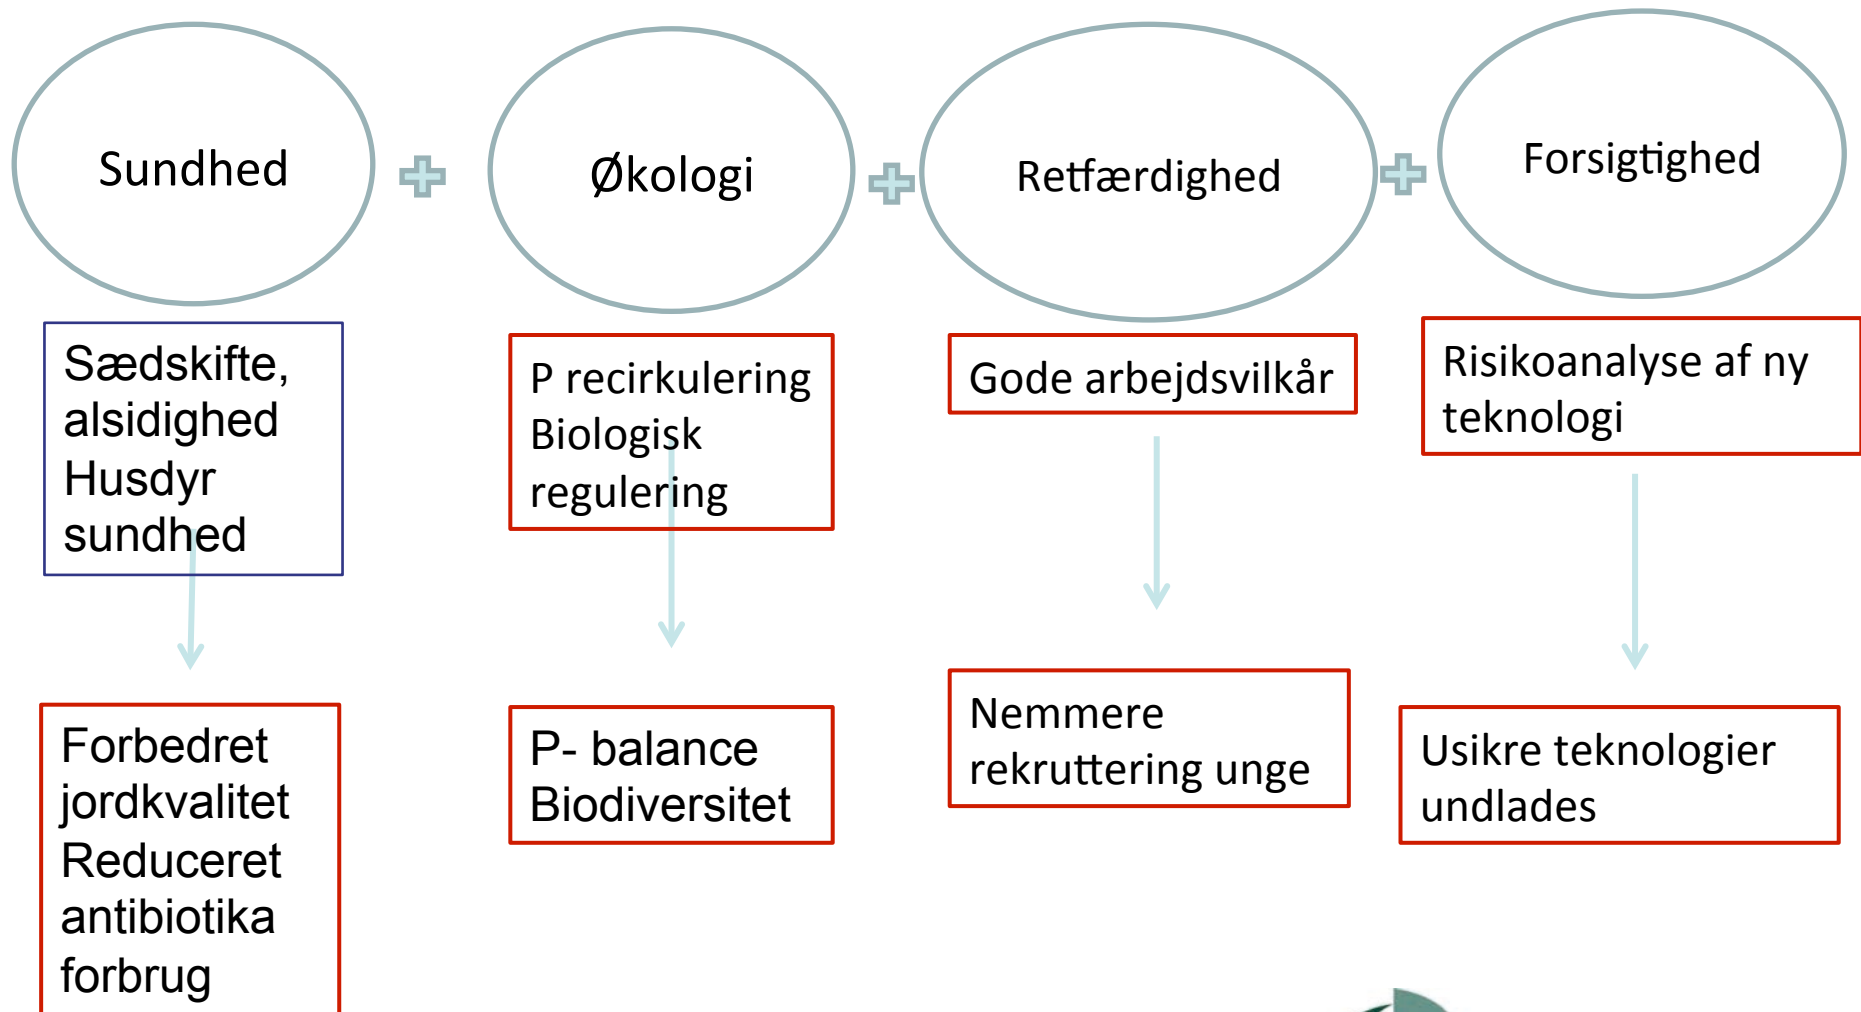 Sundhed
Økologi
Retfærdighed
Forsigtighed
Sædskifte,
alsidighed
Husdyr
sundhed
P recirkulering
Biologisk
regulering
Gode arbejdsvilkår
Risikoanalyse af ny
teknologi
Forbedret
jordkvalitet
Reduceret
antibiotika
forbrug
P- balance
Biodiversitet
Nemmere
rekruttering unge
Usikre teknologier
undlades